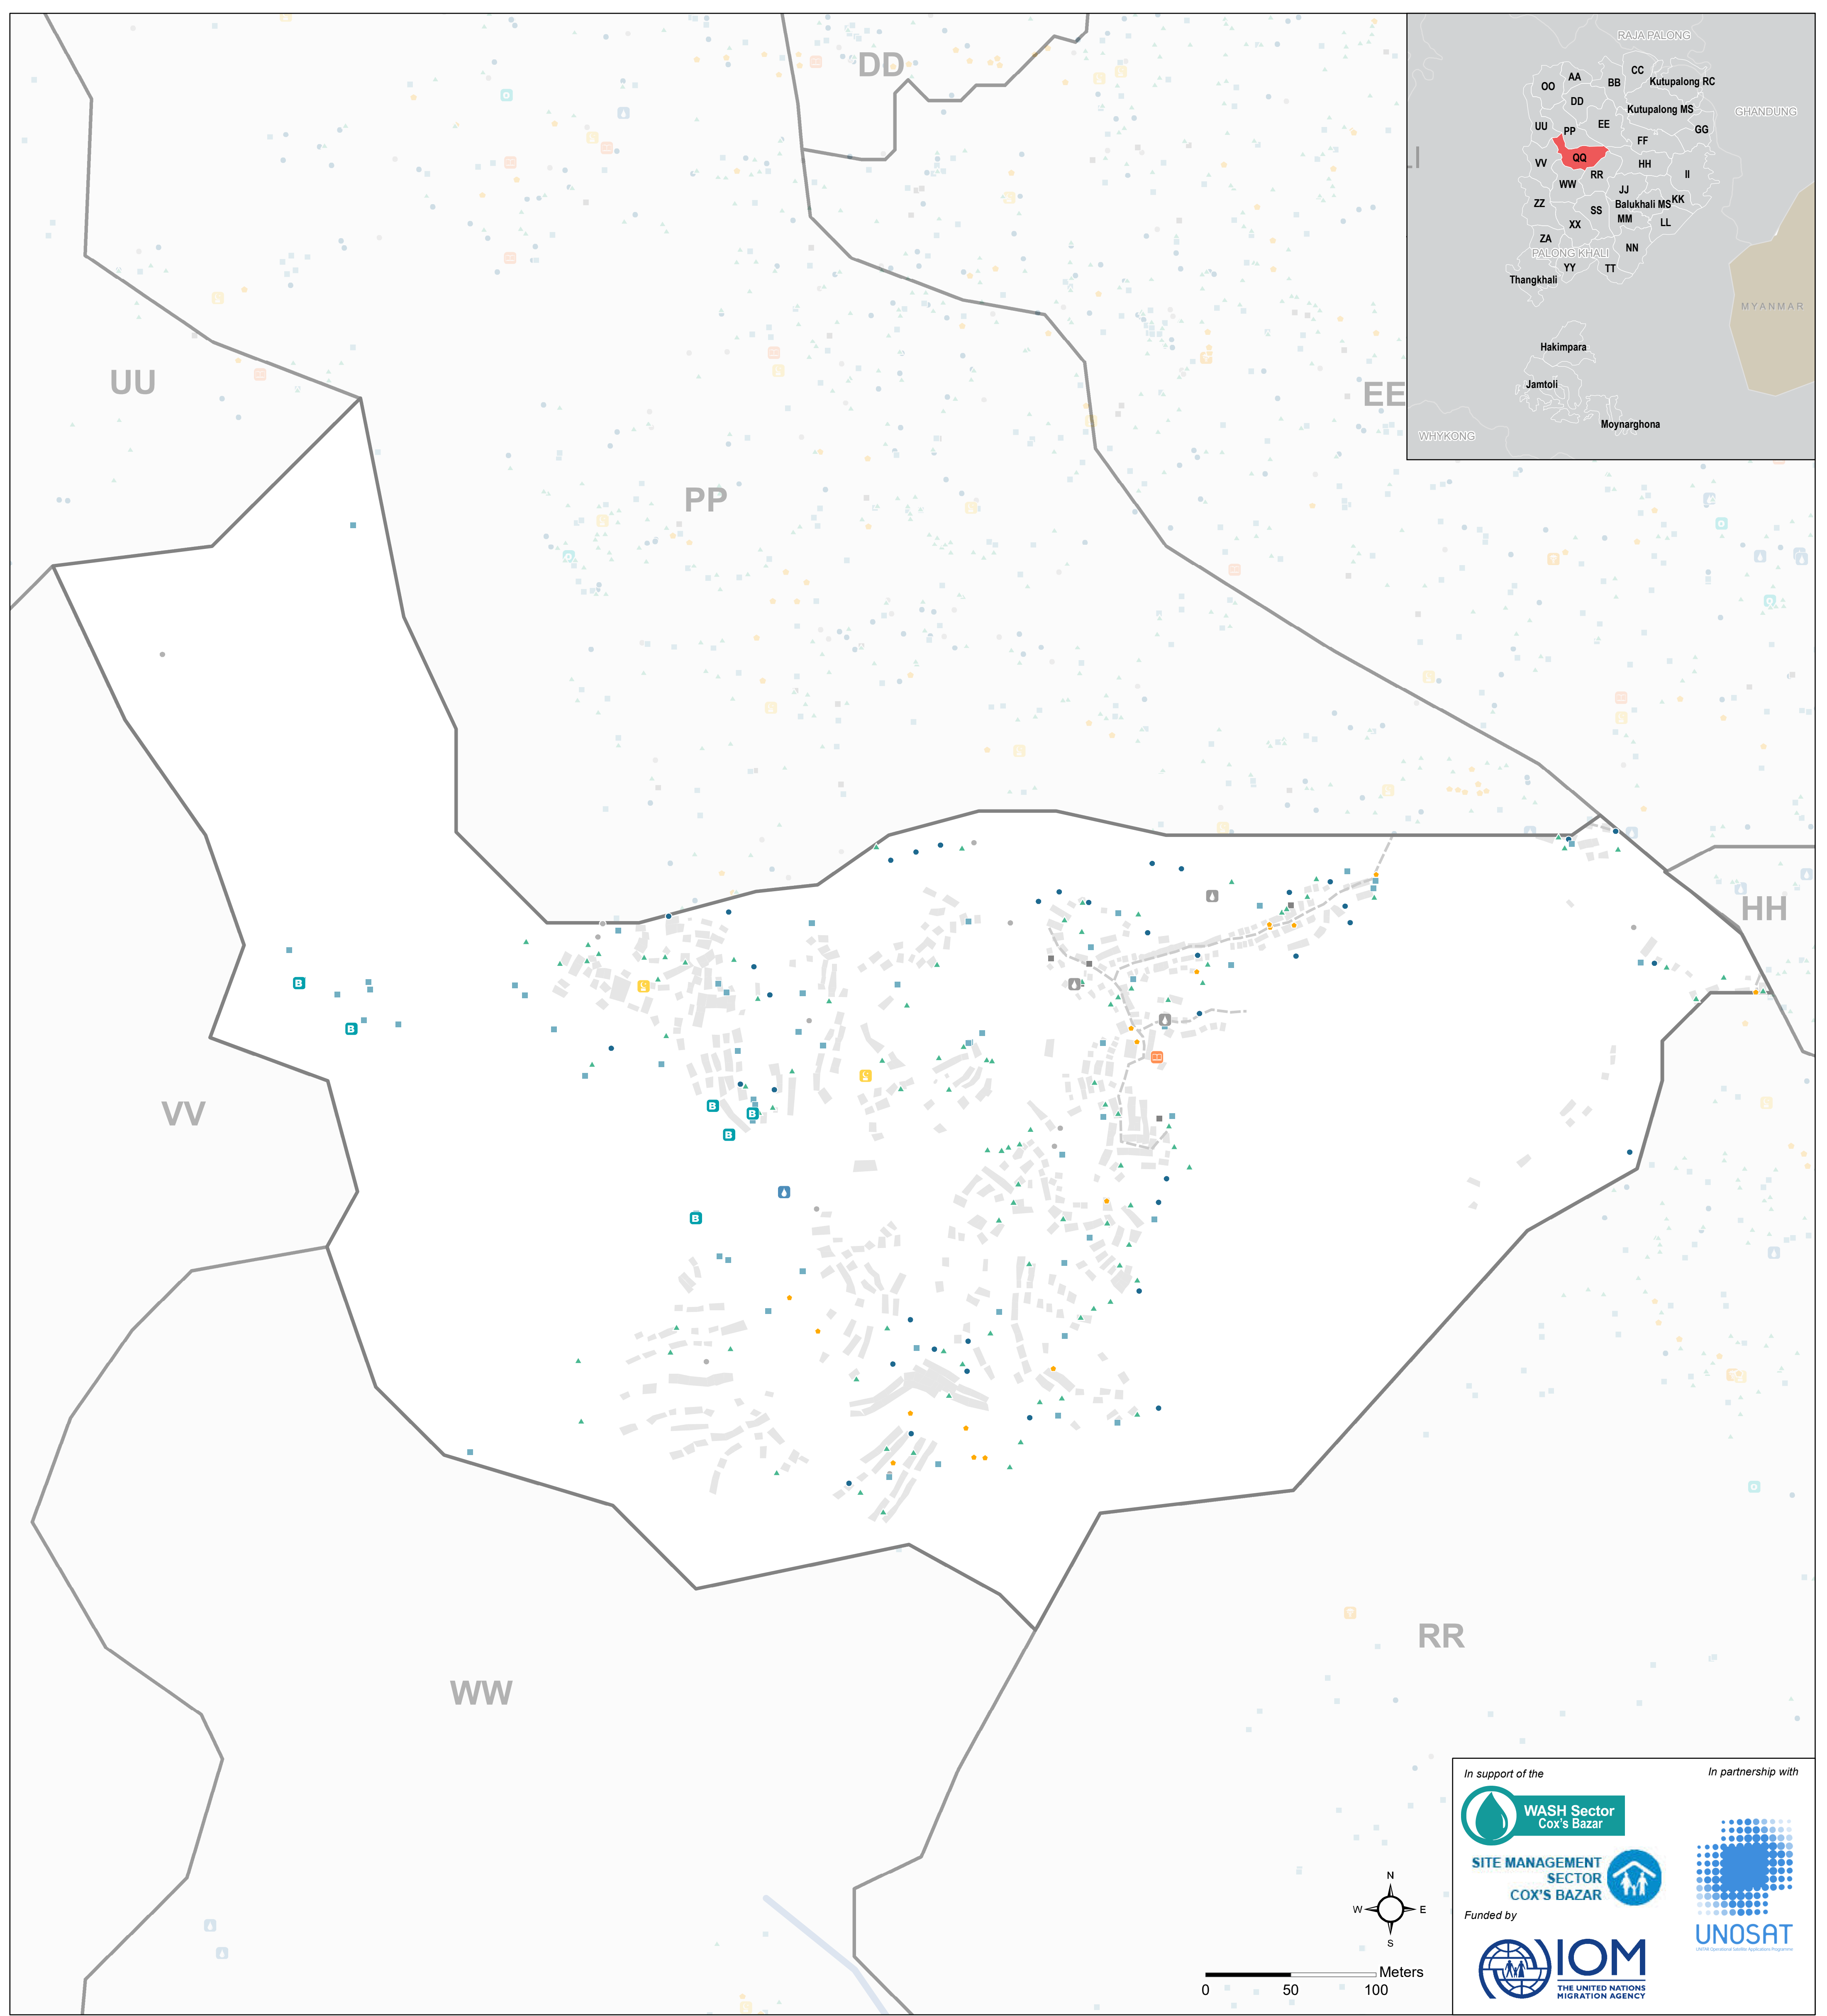 DD
UU
EE
PP
VV
HH
WW
RR
RAJA PALONG
CC
AA
BB
Kutupalong RC
OO
DD
Kutupalong MS
GHANDUNG
UU
PP
EE
GG
FF
LI
VV
QQ
HH
RR
II
WW
JJ
KK
ZZ
Balukhali MS
SS
MM
XX
LL
ZA
NN
PALONG KHALI
YY
TT
Thangkhali
MYANMAR
Hakimpara
Jamtoli
Moynarghona
WHYKONG
B
B
B
B
B
B
N
W
E
S
Meters
0 50 100
In support of the
In partnership with
WASH Sector
Cox's Bazar
SITE MANAGEMENT
SECTOR
COX'S BAZAR
UNOSAT
Funded by
IOM
THE UNITED NATIONS
MIGRATION AGENCY